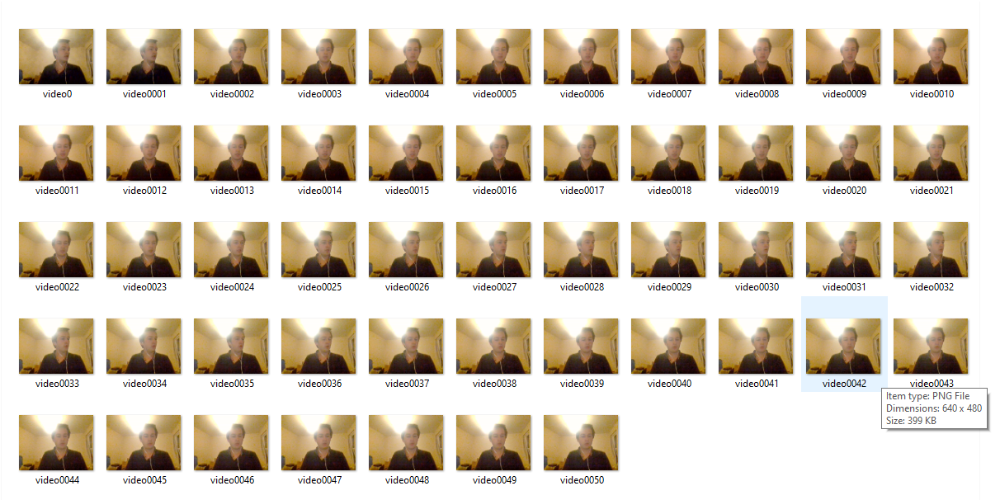 video0 video0001 video0002 video0003 video0004 video0005 video0006 video0007 video0008 video0009 video0010
video0011 video0012 video0013 video0014 video0015 video0016 video0017 video0018 video0019 video0020 video0021
video0022 video0023 video0024 video0025 video0026 video0027 video0028 video0029 video0030 video0031 video0032
video0033 video0034 video0035 video0036 video0037 video0038 video0039 video0040 video0041 video0042 video0043
Item type: PNG File
Dimensions: 640 x 480
Size: 399 KB
video0044 video0045 video0046 video0047 video0048 video0049 video0050